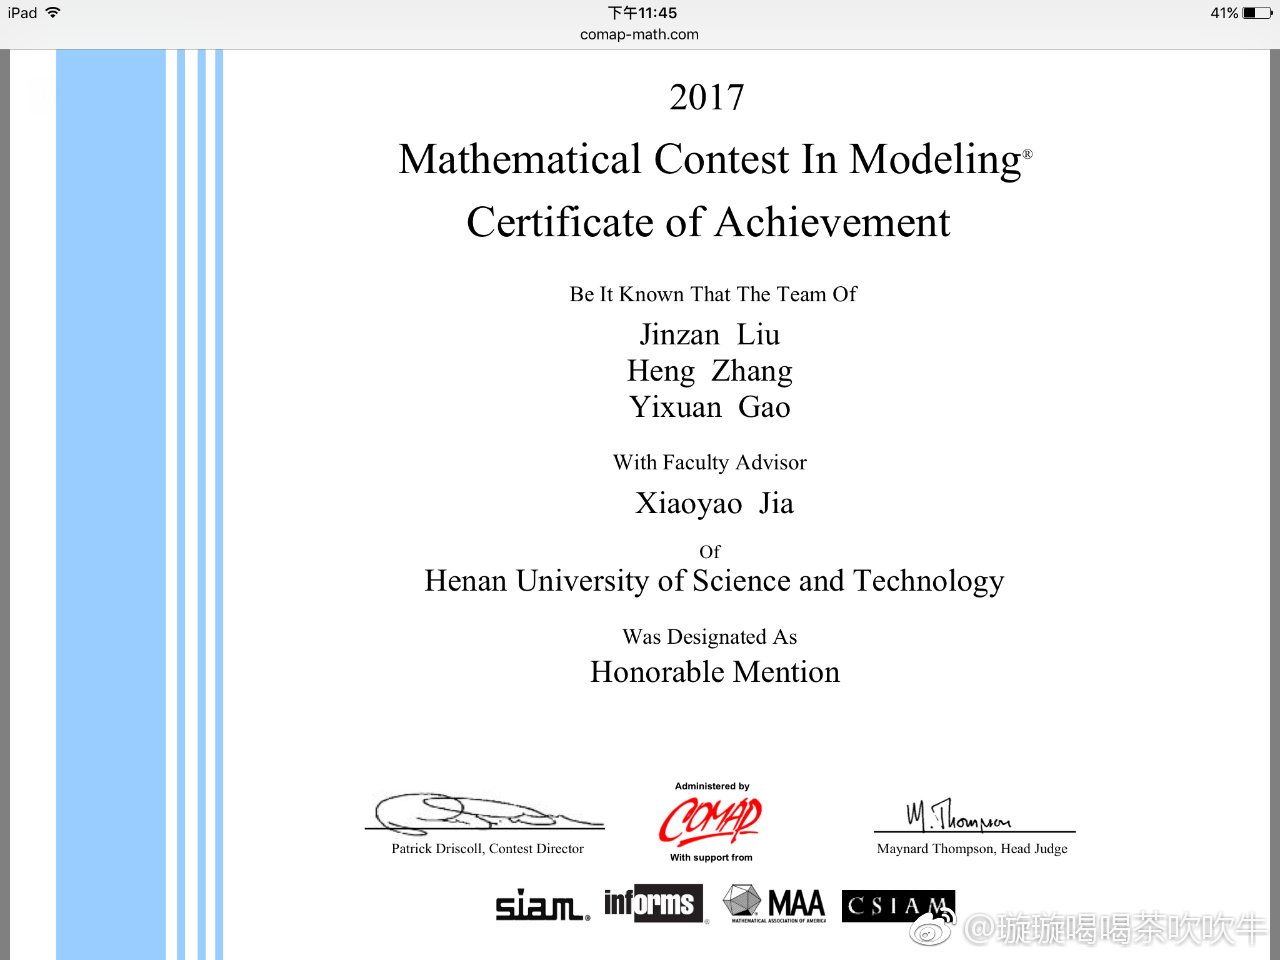 iPad
下午11:45
41%
comap-math.com
2017
Mathematical Contest In Modeling®
Certificate of Achievement
Be It Known That The Team Of
Jinzan Liu
Heng Zhang
Yixuan Gao
With Faculty Advisor
Xiaoyao Jia
Of
Henan University of Science and Technology
Was Designated As
Honorable Mention
Administered by
COMAP
M. Thompson
Patrick Driscoll, Contest Director
With support from
Maynard Thompson, Head Judge
siam®
informs®
MAA
MATHEMATICAL ASSOCIATION OF AMERICA
CSIAM
@璇璇喝喝茶吹吹牛